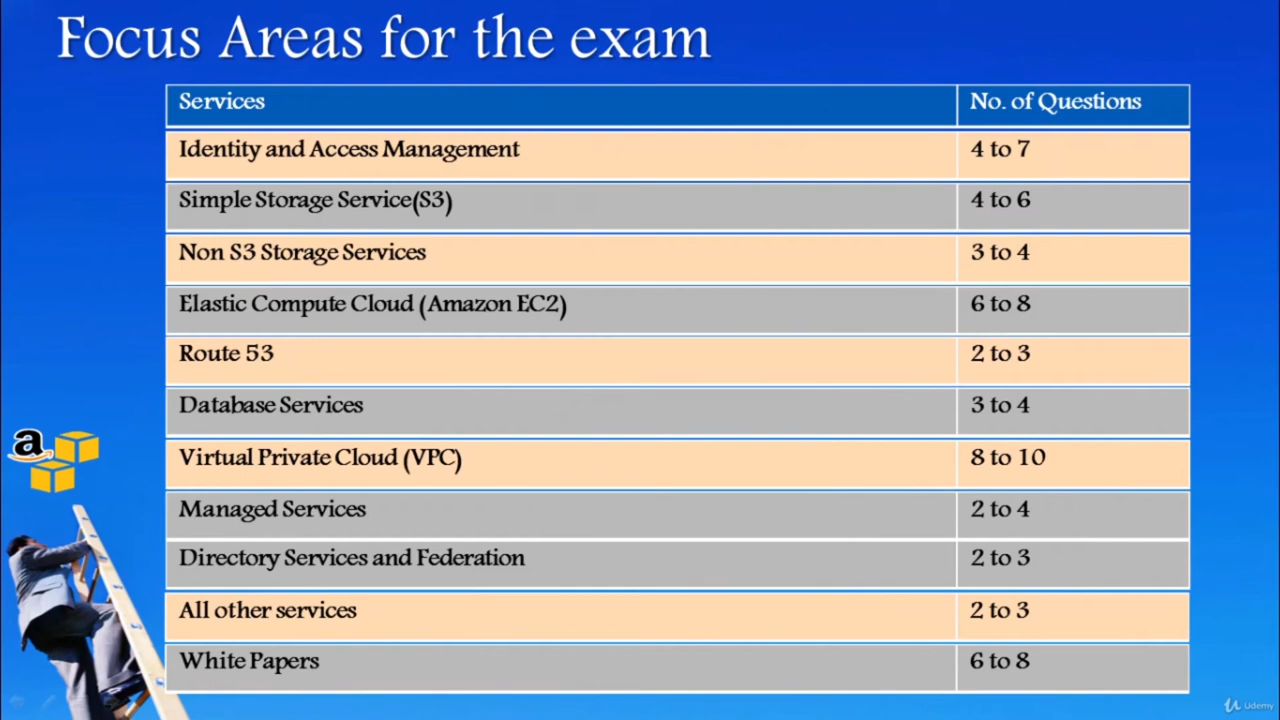 Focus Areas for the exam
Services No. of Questions
Identity and Access Management 4 to 7
Simple Storage Service(S3) 4 to 6
Non S3 Storage Services 3 to 4
Elastic Compute Cloud (Amazon EC2) 6 to 8
Route 53 2 to 3
Database Services 3 to 4
Virtual Private Cloud (VPC) 8 to 10
Managed Services 2 to 4
Directory Services and Federation 2 to 3
All other services 2 to 3
White Papers 6 to 8
a
Udemy